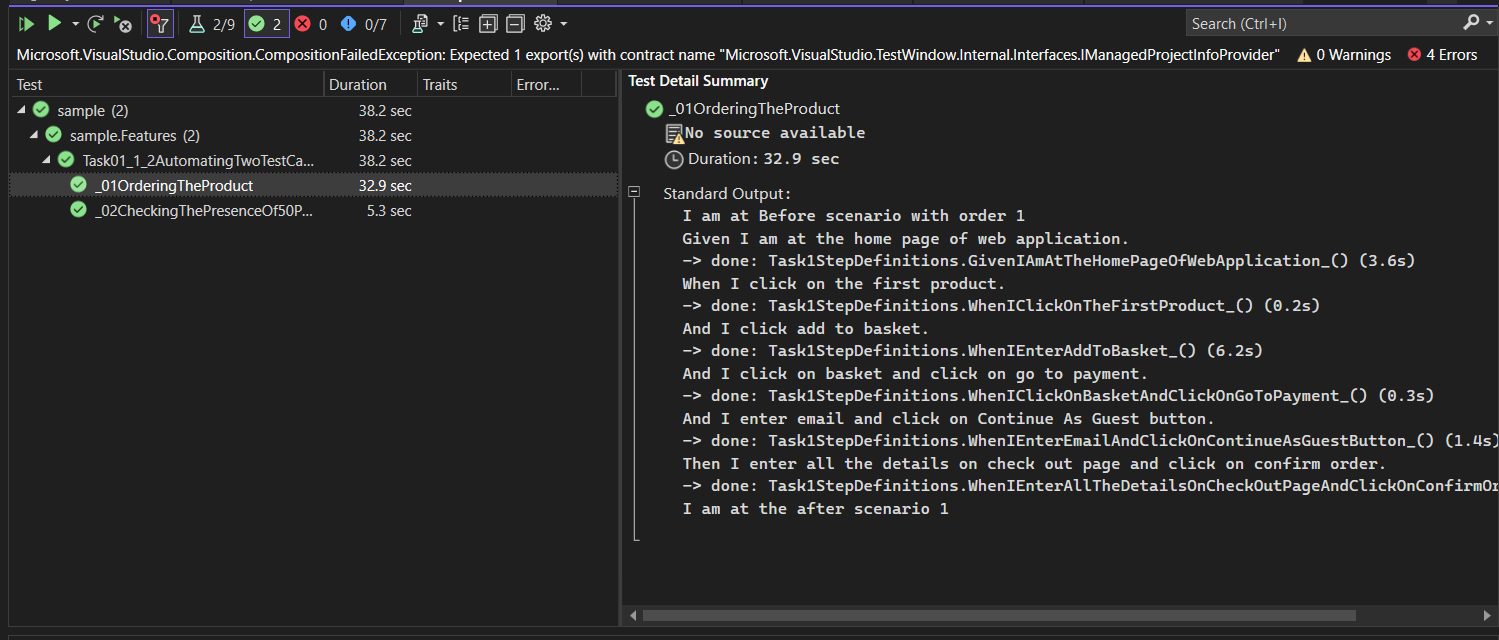 2/9 2 0 0/7 Search (Ctrl+I)
Microsoft.VisualStudio.Composition.CompositionFailedException: Expected 1 export(s) with contract name "Microsoft.VisualStudio.TestWindow.Internal.Interfaces.IManagedProjectInfoProvider" 0 Warnings 4 Errors
Test Duration Traits Error...
sample (2) 38.2 sec
sample.Features (2) 38.2 sec
Task01_1_2AutomatingTwoTestCa... 38.2 sec
_01OrderingTheProduct 32.9 sec
_02CheckingThePresenceOf50P... 5.3 sec
Test Detail Summary
_01OrderingTheProduct
No source available
Duration: 32.9 sec
Standard Output:
I am at Before scenario with order 1
Given I am at the home page of web application.
-> done: Task1StepDefinitions.GivenIAmAtTheHomePageOfWebApplication_() (3.6s)
When I click on the first product.
-> done: Task1StepDefinitions.WhenIClickOnTheFirstProduct_() (0.2s)
And I click add to basket.
-> done: Task1StepDefinitions.WhenIEnterAddToBasket_() (6.2s)
And I click on basket and click on go to payment.
-> done: Task1StepDefinitions.WhenIClickOnBasketAndClickOnGoToPayment_() (0.3s)
And I enter email and click on Continue As Guest button.
-> done: Task1StepDefinitions.WhenIEnterEmailAndClickOnContinueAsGuestButton_() (1.4s)
Then I enter all the details on check out page and click on confirm order.
-> done: Task1StepDefinitions.WhenIEnterAllTheDetailsOnCheckOutPageAndClickOnConfirmOr
I am at the after scenario 1